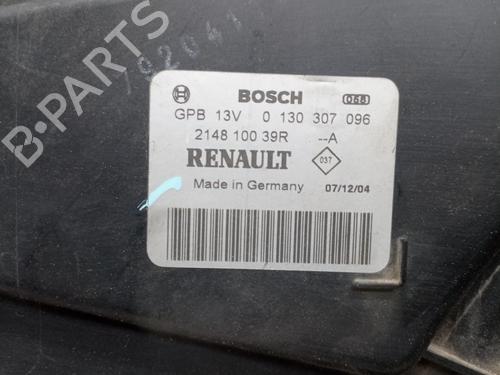 B-PARTS
BOSCH 068
GPB 13V 0 130 307 096
2148 100 39R --A
RENAULT 037
Made in Germany 07/12/04